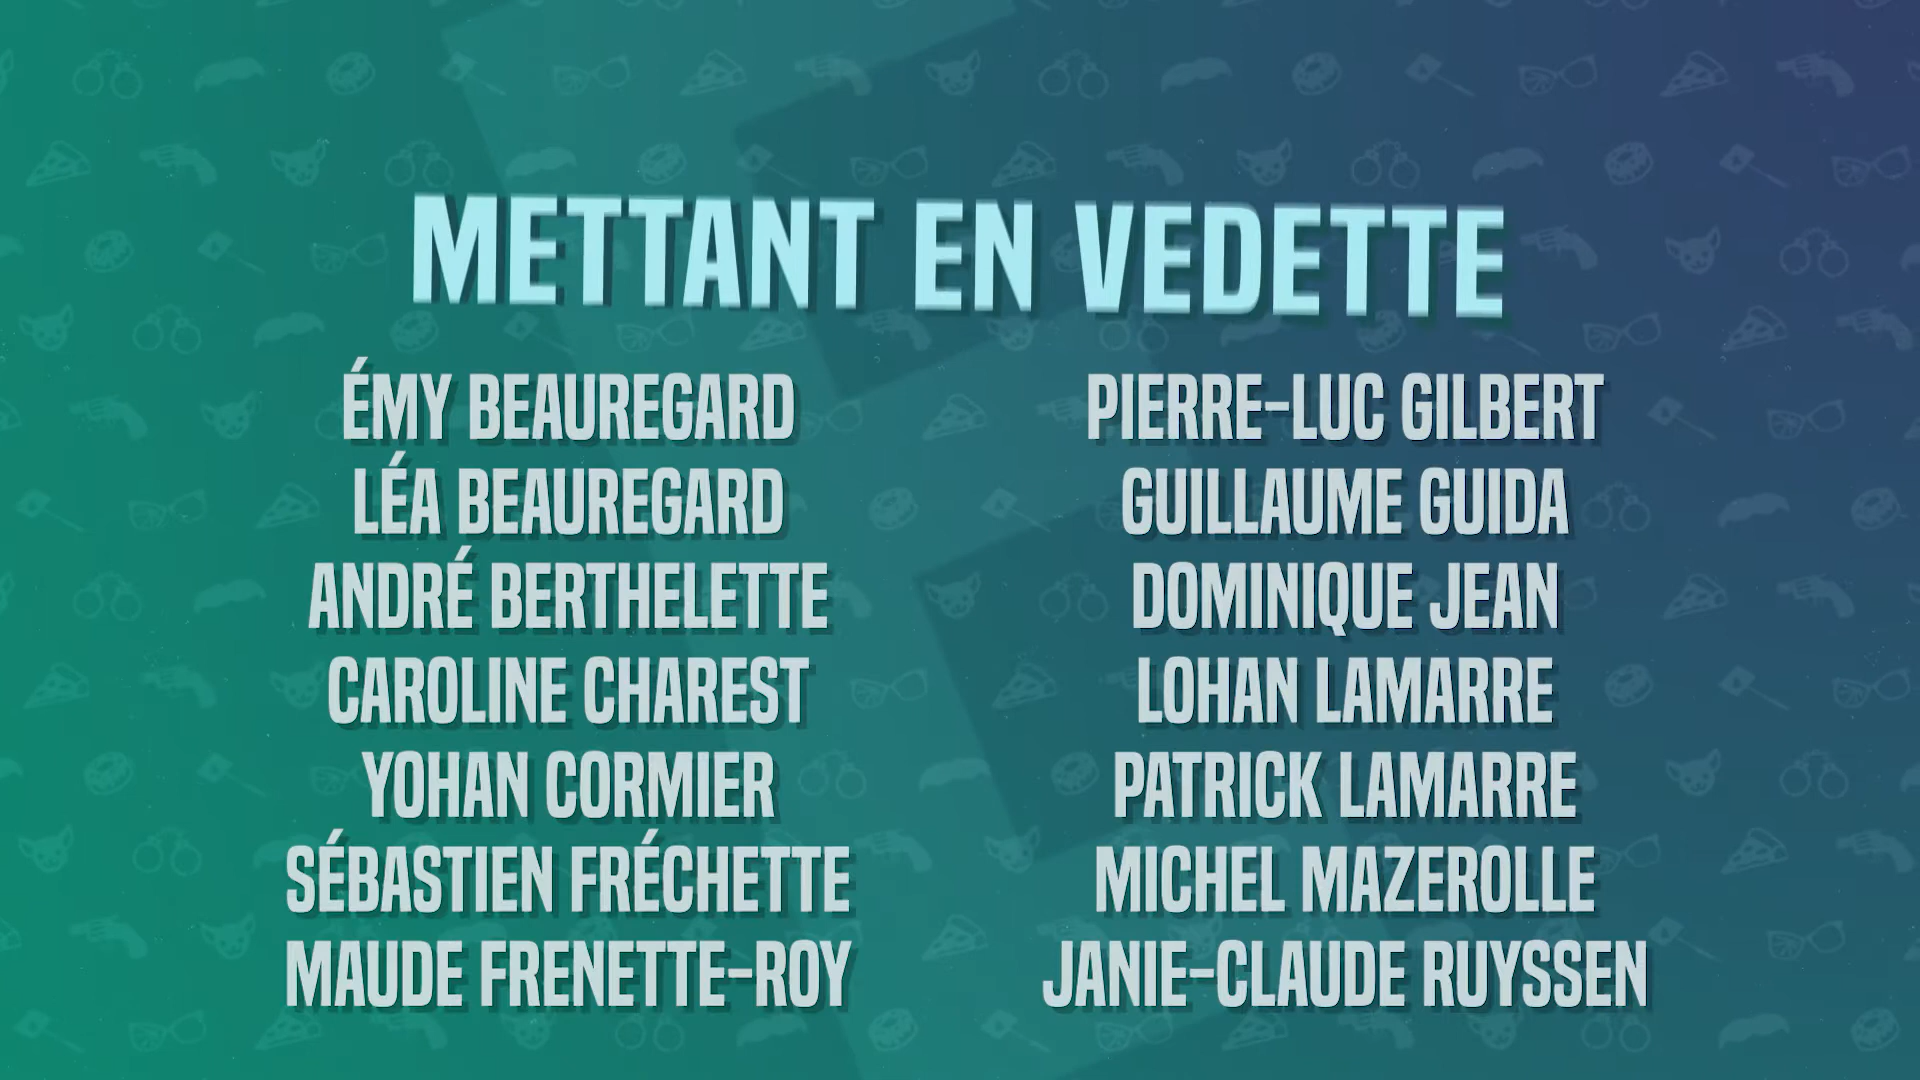 METTANT EN VEDETTE
ÉMY BEAUREGARD
LÉA BEAUREGARD
ANDRÉ BERTHELETTE
CAROLINE CHAREST
YOHAN CORMIER
SÉBASTIEN FRÉCHETTE
MAUDE FRENETTE-ROY
PIERRE-LUC GILBERT
GUILLAUME GUIDA
DOMINIQUE JEAN
LOHAN LAMARRE
PATRICK LAMARRE
MICHEL MAZEROLLE
JANIE-CLAUDE RUYSSEN